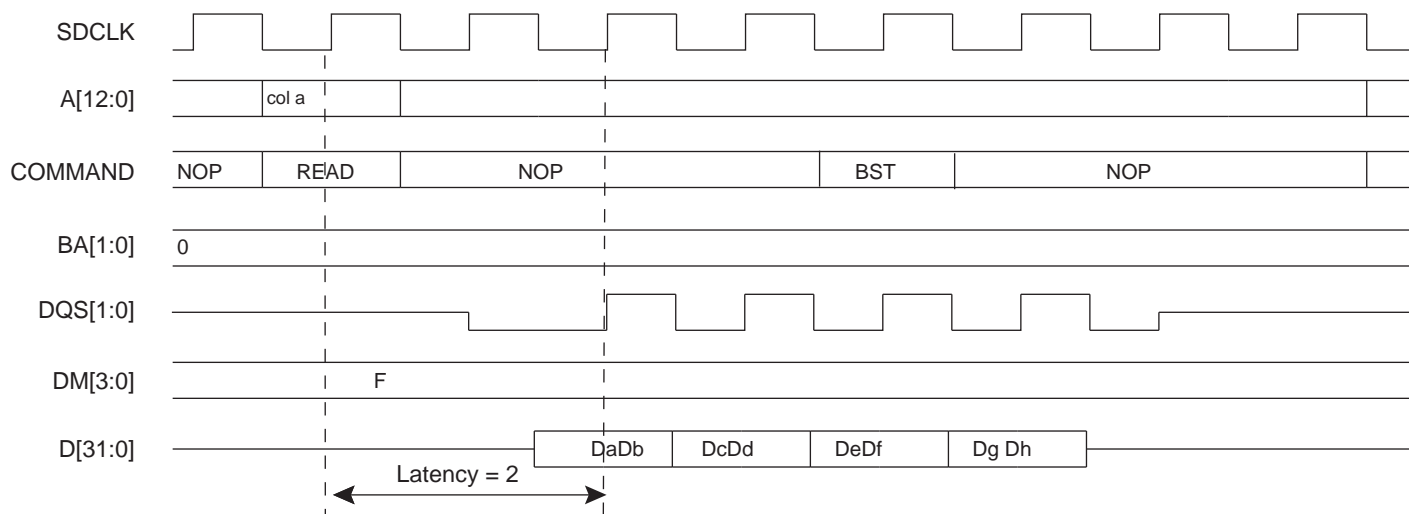 SDCLK
A[12:0] col a
COMMAND NOP READ NOP BST NOP
BA[1:0] 0
DQS[1:0]
DM[3:0] F
D[31:0] DaDb DcDd DeDf Dg Dh
Latency = 2